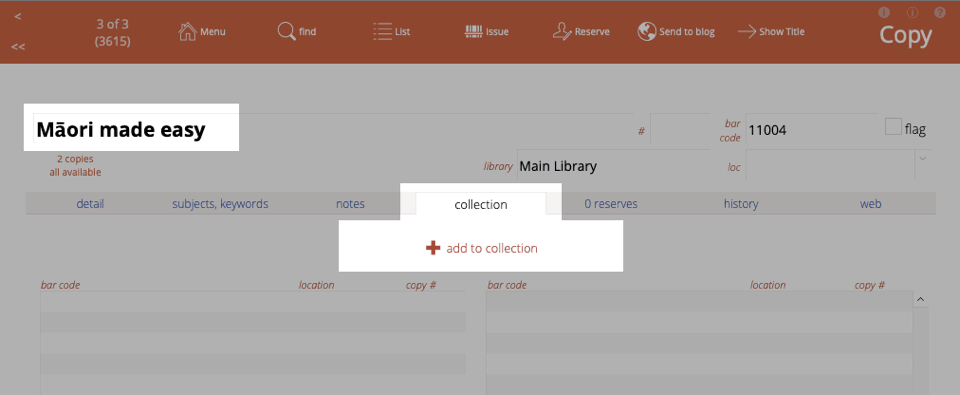 <
3 of 3
(3615)
Menu
find
List
Issue
Reserve
Send to blog
Show Title
i
i
?
<<
Copy
Māori made easy
#
bar code
11004
flag
2 copies
all available
library
Main Library
loc
detail
subjects, keywords
notes
collection
0 reserves
history
web
add to collection
bar code
location
copy #
bar code
location
copy #